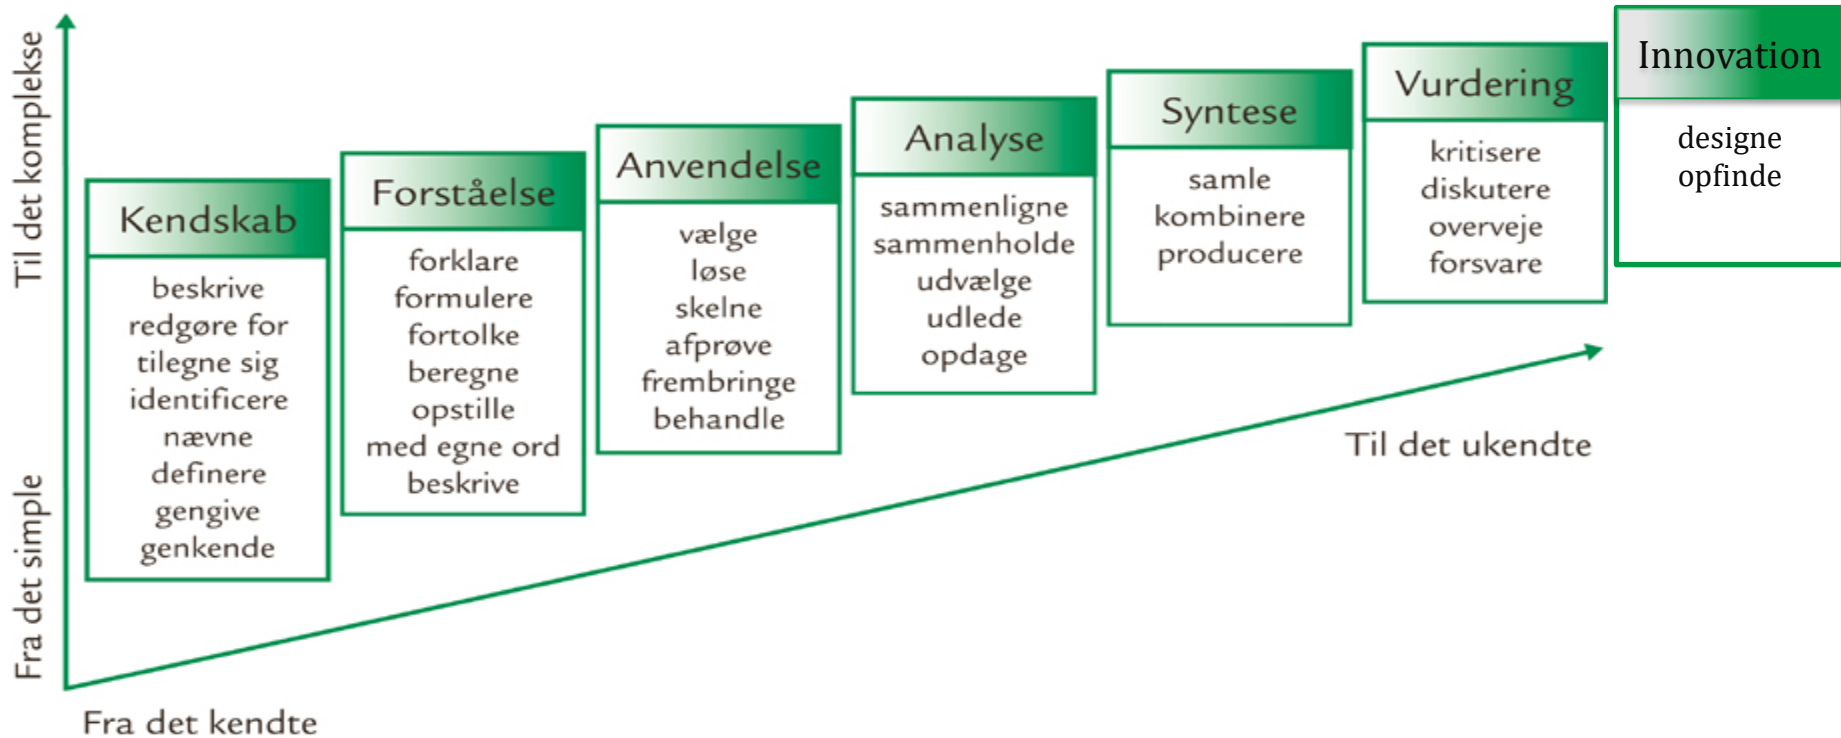 Til det komplekse
Fra det simple
Kendskab
beskrive
redgøre for
tilegne sig
identificere
nævne
definere
gengive
genkende
Forståelse
forklare
formulere
fortolke
beregne
opstille
med egne ord
beskrive
Anvendelse
vælge
løse
skelne
afprøve
frembringe
behandle
Analyse
sammenligne
sammenholde
udvælge
udlede
opdage
Syntese
samle
kombinere
producere
Vurdering
kritisere
diskutere
overveje
forsvare
Innovation
designe
opfinde
Til det ukendte
Fra det kendte